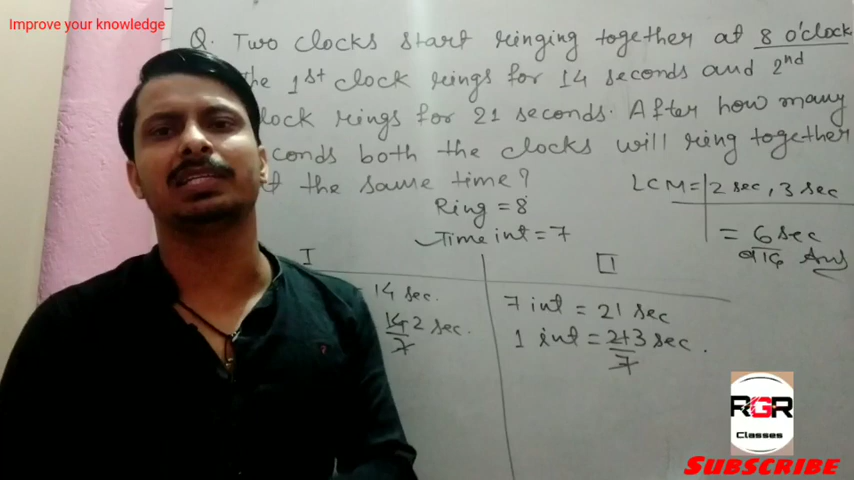 Improve your knowledge
Q. Two clocks start ringing together at 8 o'clock
the 1st clock rings for 14 seconds and 2nd
lock rings for 21 seconds. After how many
conds both the clocks will ring together
t the same time?
LCM = 2 sec, 3 sec
Ring = 8
= 6 sec
Time int = 7
Ans
I
II
14 sec.
7 int = 21 sec
14 2 sec.
7
1 int = 21 3 sec.
7
RGR
Classes
SUBSCRIBE